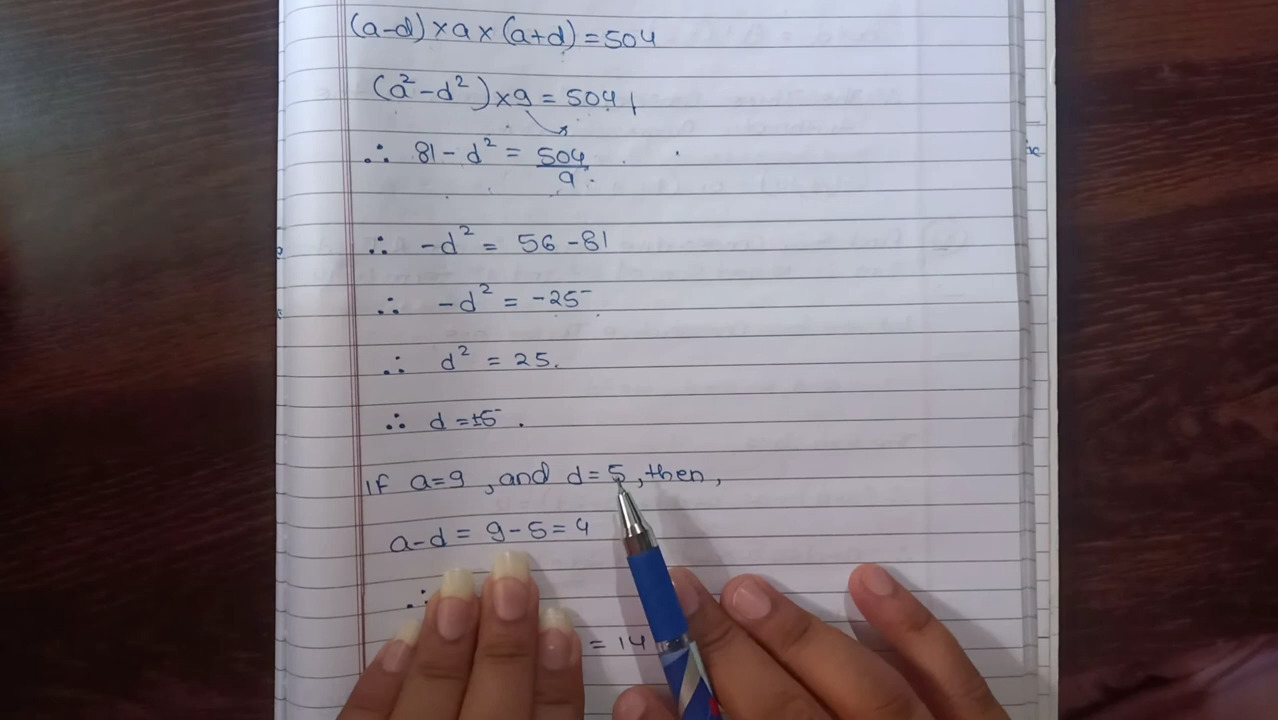 (a-d)×a×(a+d)=504
(a²-d²)×9=504
∴ 81-d²=504/9
∴ -d²= 56-81
∴ -d²= -25
∴ d²=25.
∴ d=±5.
If a=9, and d=5, then,
a-d= 9-5=4
∴
= 14